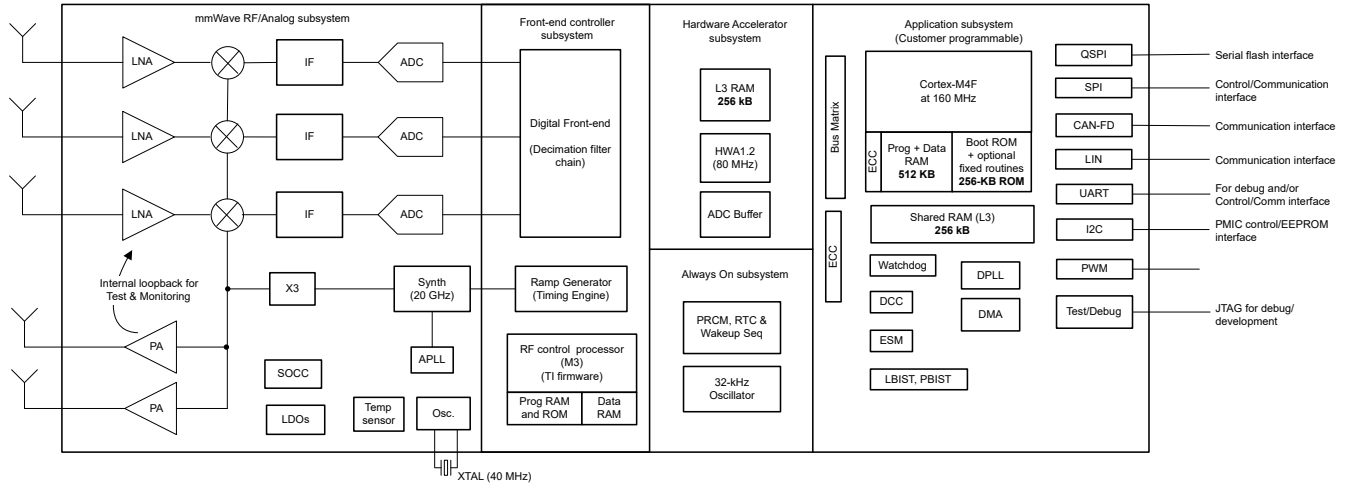 mmWave RF/Analog subsystem
LNA
IF
ADC
LNA
IF
ADC
LNA
IF
ADC
Internal loopback for
Test & Monitoring
X3
Synth
(20 GHz)
PA
APLL
SOCC
PA
LDOs
Temp
sensor
Osc.
XTAL (40 MHz)
Front-end controller
subsystem
Digital Front-end
(Decimation filter
chain)
Ramp Generator
(Timing Engine)
RF control processor
(M3)
(TI firmware)
Prog RAM
and ROM
Data
RAM
Hardware Accelerator
subsystem
L3 RAM
256 kB
HWA1.2
(80 MHz)
ADC Buffer
Always On subsystem
PRCM, RTC &
Wakeup Seq
32-kHz
Oscillator
Application subsystem
(Customer programmable)
Bus Matrix
Cortex-M4F
at 160 MHz
ECC
Prog + Data
RAM
512 KB
Boot ROM
+ optional
fixed routines
256-KB ROM
ECC
Shared RAM (L3)
256 kB
Watchdog
DPLL
DCC
DMA
ESM
LBIST, PBIST
QSPI
Serial flash interface
SPI
Control/Communication
interface
CAN-FD
Communication interface
LIN
Communication interface
UART
For debug and/or
Control/Comm interface
I2C
PMIC control/EEPROM
interface
PWM
Test/Debug
JTAG for debug/
development